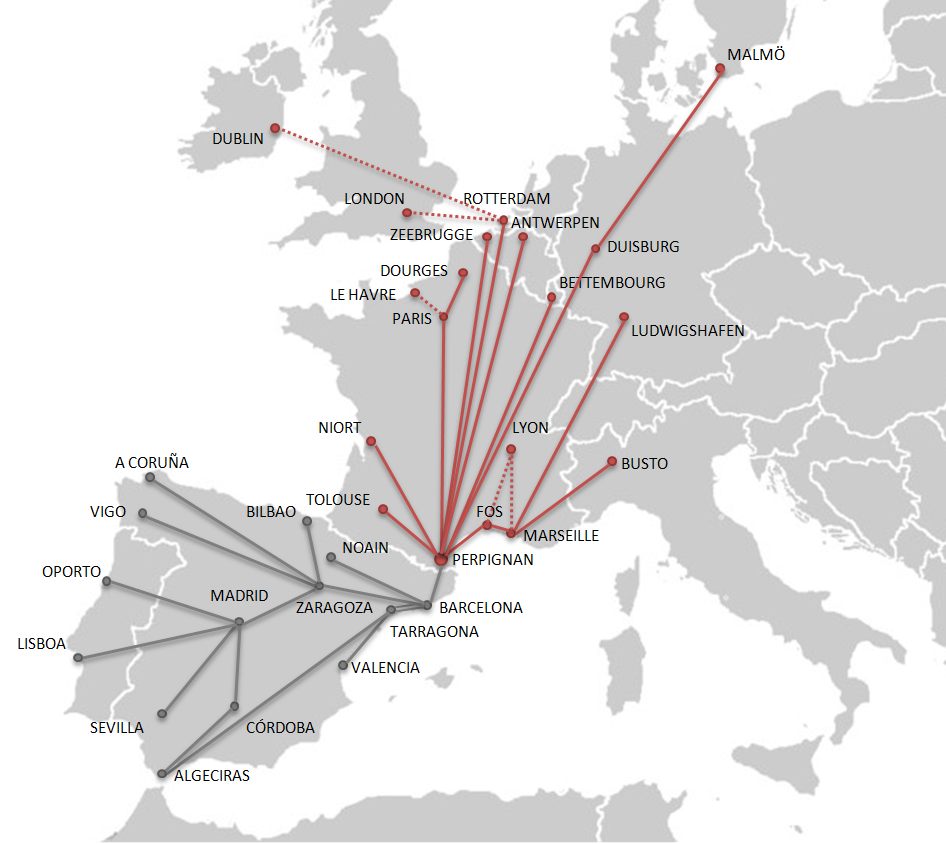 MALMÖ
DUBLIN
LONDON
ROTTERDAM
ANTWERPEN
ZEEBRUGGE
DUISBURG
DOURGES
BETTEMBOURG
LE HAVRE
PARIS
LUDWIGSHAFEN
NIORT
LYON
A CORUÑA
BUSTO
TOLOUSE
VIGO
BILBAO
FOS
MARSEILLE
NOAIN
PERPIGNAN
OPORTO
MADRID
ZARAGOZA
BARCELONA
TARRAGONA
LISBOA
VALENCIA
SEVILLA
CÓRDOBA
ALGECIRAS